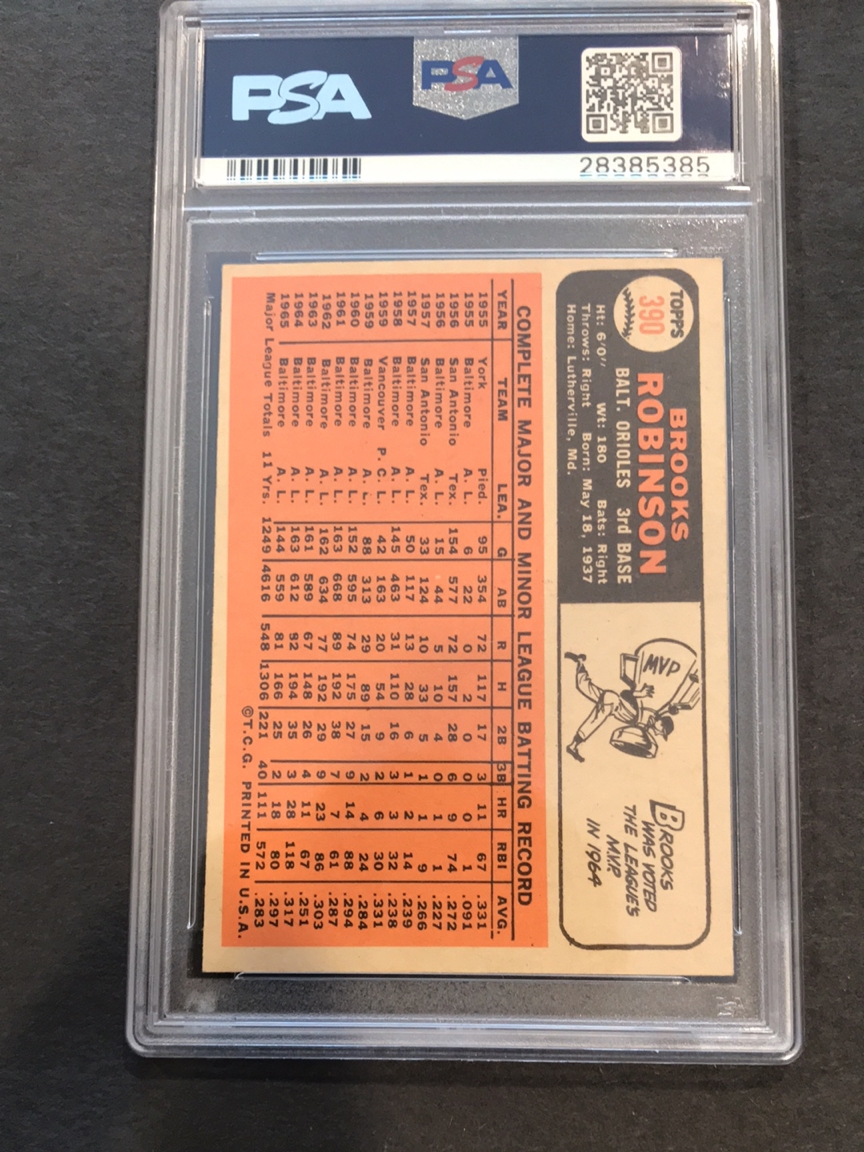 PSA
PSA
28385385
TOPPS
390
BROOKS
ROBINSON
BALT. ORIOLES 3rd BASE
Ht: 6'0" Wt: 180 Bats: Right
Throws: Right Born: May 18, 1937
Home: Lutherville, Md.
MVP
BROOKS
WAS VOTED
THE LEAGUE'S
M.V.P.
IN 1964
COMPLETE MAJOR AND MINOR LEAGUE BATTING RECORD
YEAR TEAM LEA. G AB R H 2B 3B HR RBI AVG.
1955 York Pied. 95 354 72 117 17 3 11 67 .331
1955 Baltimore A. L. 6 22 0 2 0 0 0 1 .091
1956 San Antonio Tex. 154 577 72 157 28 6 9 74 .272
1956 Baltimore A. L. 15 44 5 10 4 0 1 1 .227
1957 San Antonio Tex. 33 124 10 33 5 1 1 9 .266
1957 Baltimore A. L. 50 117 13 28 6 1 2 14 .239
1958 Baltimore A. L. 145 463 31 110 16 3 3 32 .238
1959 Vancouver P. C. L. 42 163 20 54 9 2 6 30 .331
1959 Baltimore A. L. 88 313 29 89 15 2 4 24 .284
1960 Baltimore A. L. 152 595 74 175 27 9 14 88 .294
1961 Baltimore A. L. 163 668 89 192 38 7 7 61 .287
1962 Baltimore A. L. 162 634 77 192 29 9 23 86 .303
1963 Baltimore A. L. 161 589 67 148 26 4 11 67 .251
1964 Baltimore A. L. 163 612 82 194 35 3 28 118 .317
1965 Baltimore A. L. 144 559 81 166 25 2 18 80 .297
Major League Totals 11 Yrs. 1249 4616 548 1306 221 40 111 572 .283
©T.C.G. PRINTED IN U.S.A.